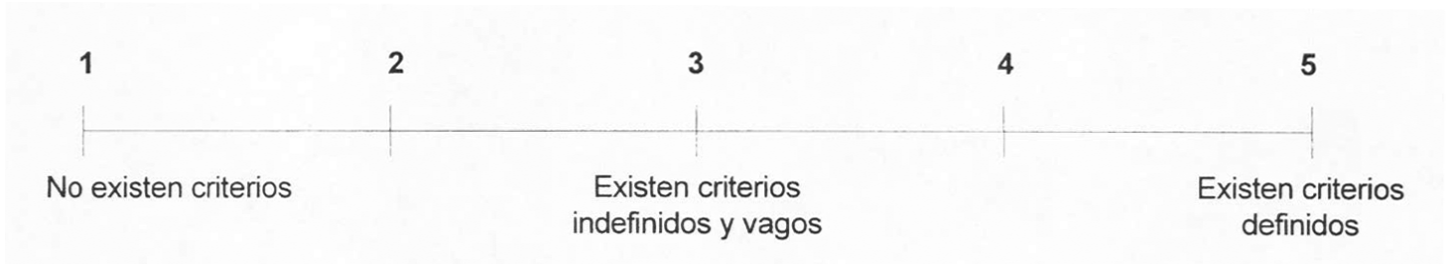 1 2 3 4 5
No existen criterios
Existen criterios
indefinidos y vagos
Existen criterios
definidos